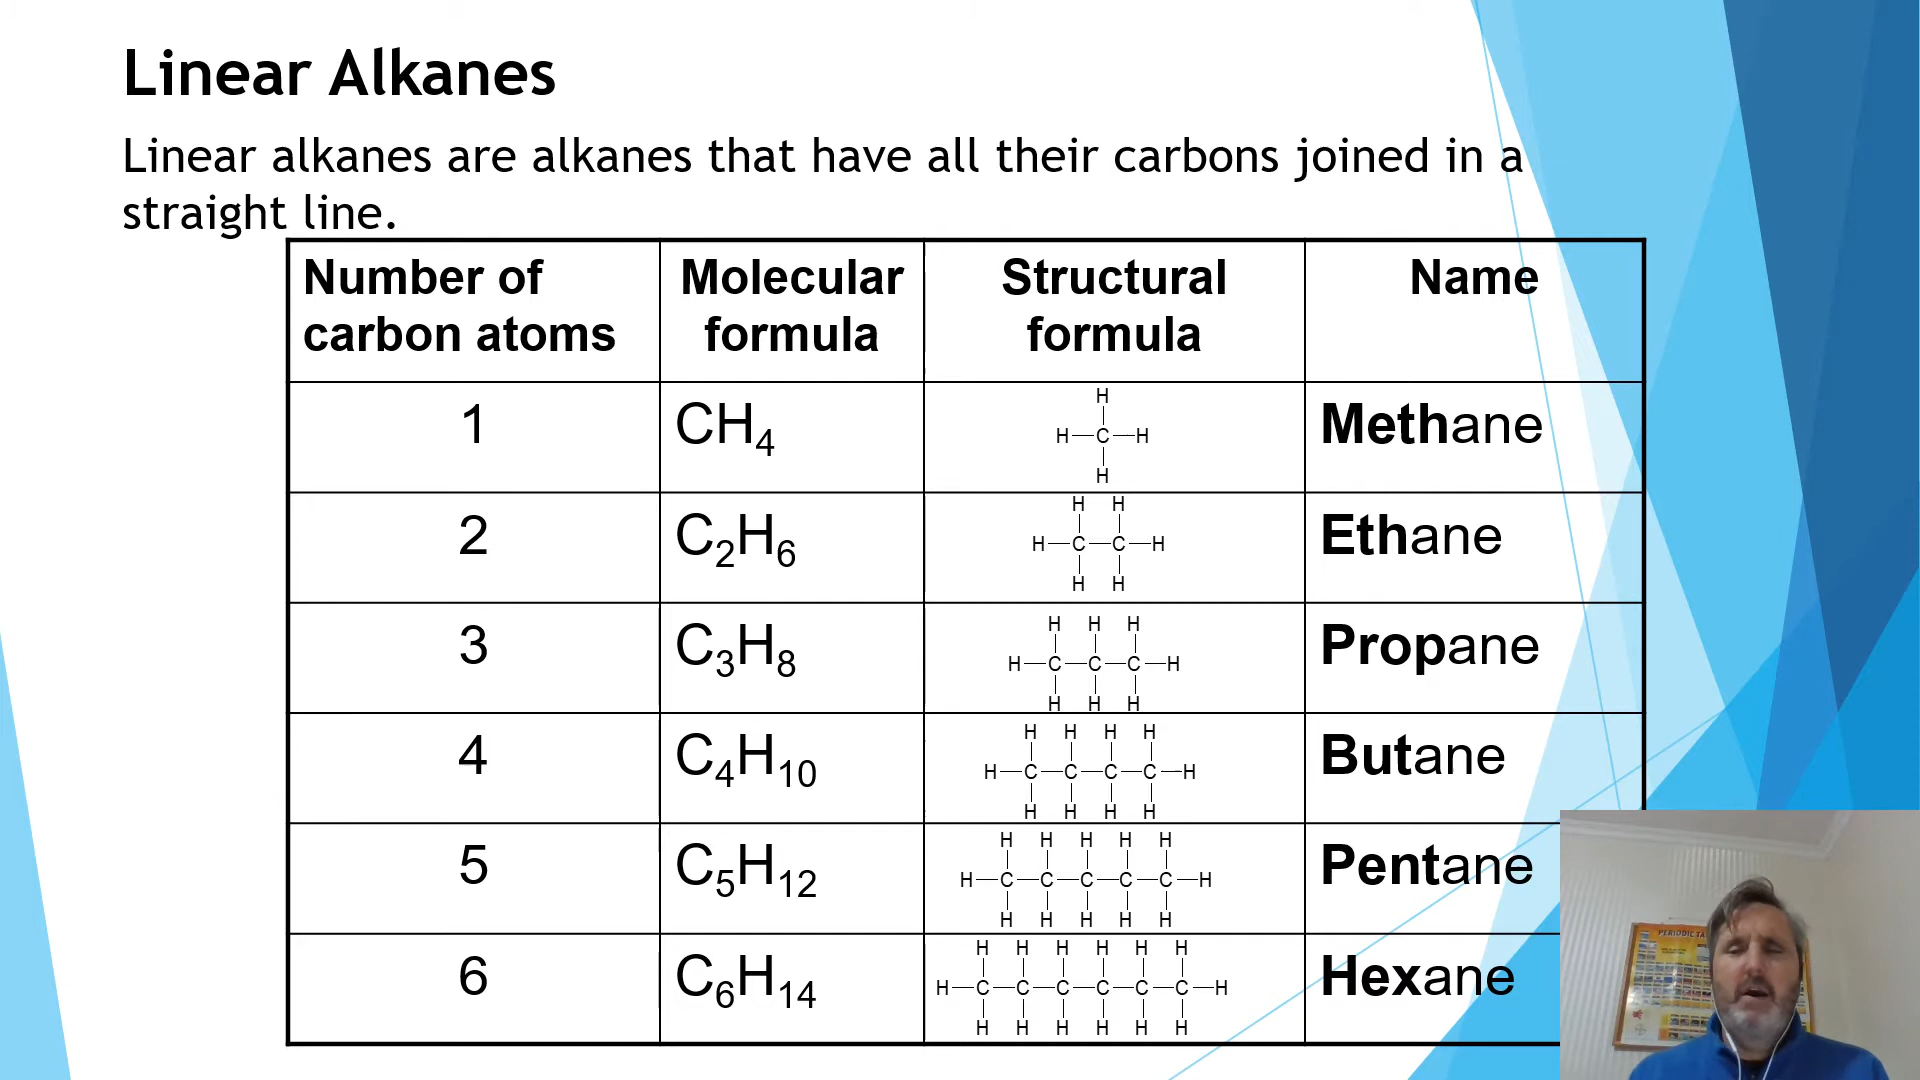 Linear Alkanes
Linear alkanes are alkanes that have all their carbons joined in a
straight line.
Number of carbon atoms Molecular formula Structural formula Name
H
1 CH₄ H C H Methane
H
H H
2 C₂H₆ H C C H Ethane
H H
H H H
3 C₃H₈ H C C C H Propane
H H H
H H H H
4 C₄H₁₀ H C C C C H Butane
H H H H
H H H H H
5 C₅H₁₂ H C C C C C H Pentane
H H H H H
H H H H H H
6 C₆H₁₄ H C C C C C C H Hexane
H H H H H H
PERIODIC TA